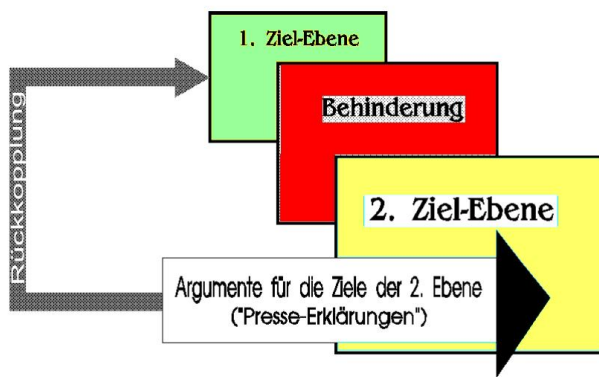 1. Ziel-Ebene
Behinderung
2. Ziel-Ebene
Rückkopplung
Argumente für die Ziele der 2. Ebene
("Presse-Erklärungen")